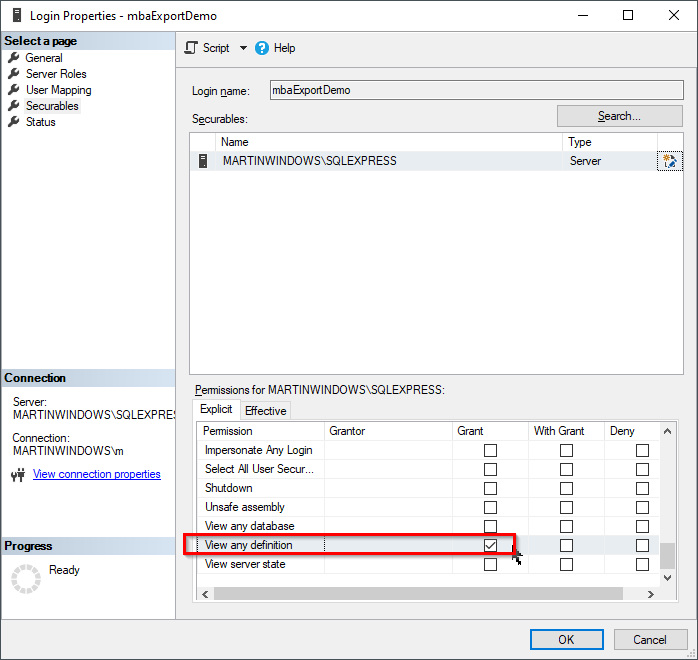 Login Properties - mbaExportDemo
Select a page
General
Server Roles
User Mapping
Securables
Status
Script
Help
Login name:
mbaExportDemo
Securables:
Search...
Name Type
MARTINWINDOWS\SQLEXPRESS Server
Connection
Server:
MARTINWINDOWS\SQLEXPRES
Connection:
MARTINWINDOWS\m
View connection properties
Progress
Ready
Permissions for MARTINWINDOWS\SQLEXPRESS:
Explicit Effective
Permission Grantor Grant With Grant Deny
Impersonate Any Login
Select All User Secur...
Shutdown
Unsafe assembly
View any database
View any definition
View server state
OK Cancel